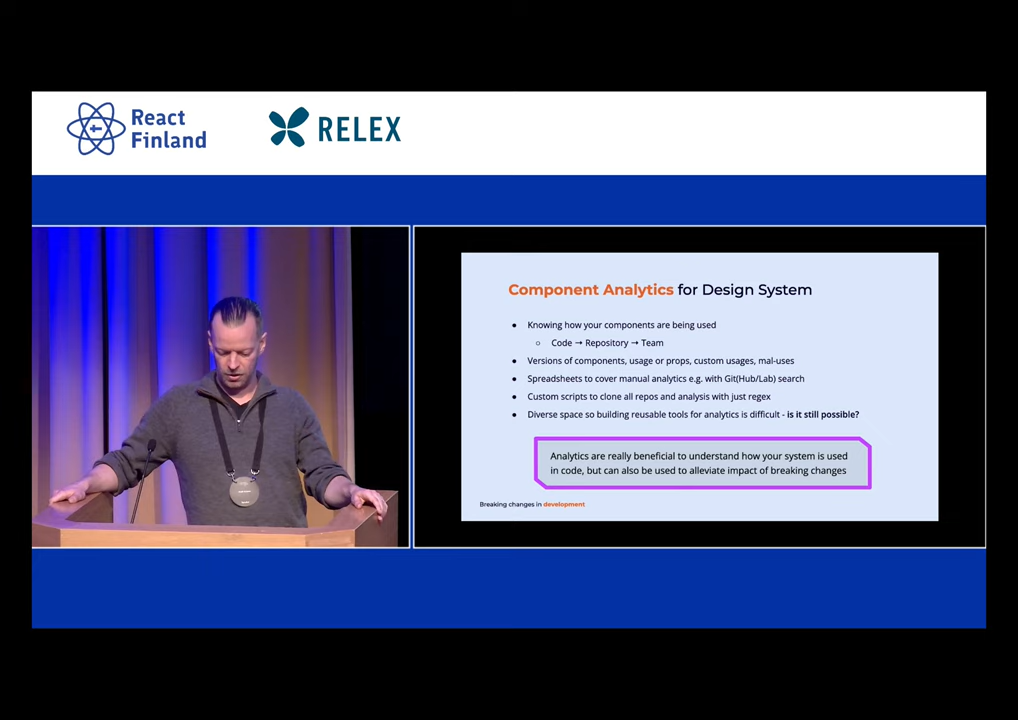 React
Finland
RELEX
Component Analytics for Design System
● Knowing how your components are being used
○ Code → Repository → Team
● Versions of components, usage or props, custom usages, mal-uses
● Spreadsheets to cover manual analytics e.g. with Git(Hub/Lab) search
● Custom scripts to clone all repos and analysis with just regex
● Diverse space so building reusable tools for analytics is difficult - is it still possible?
Analytics are really beneficial to understand how your system is used
in code, but can also be used to alleviate impact of breaking changes
Breaking changes in development